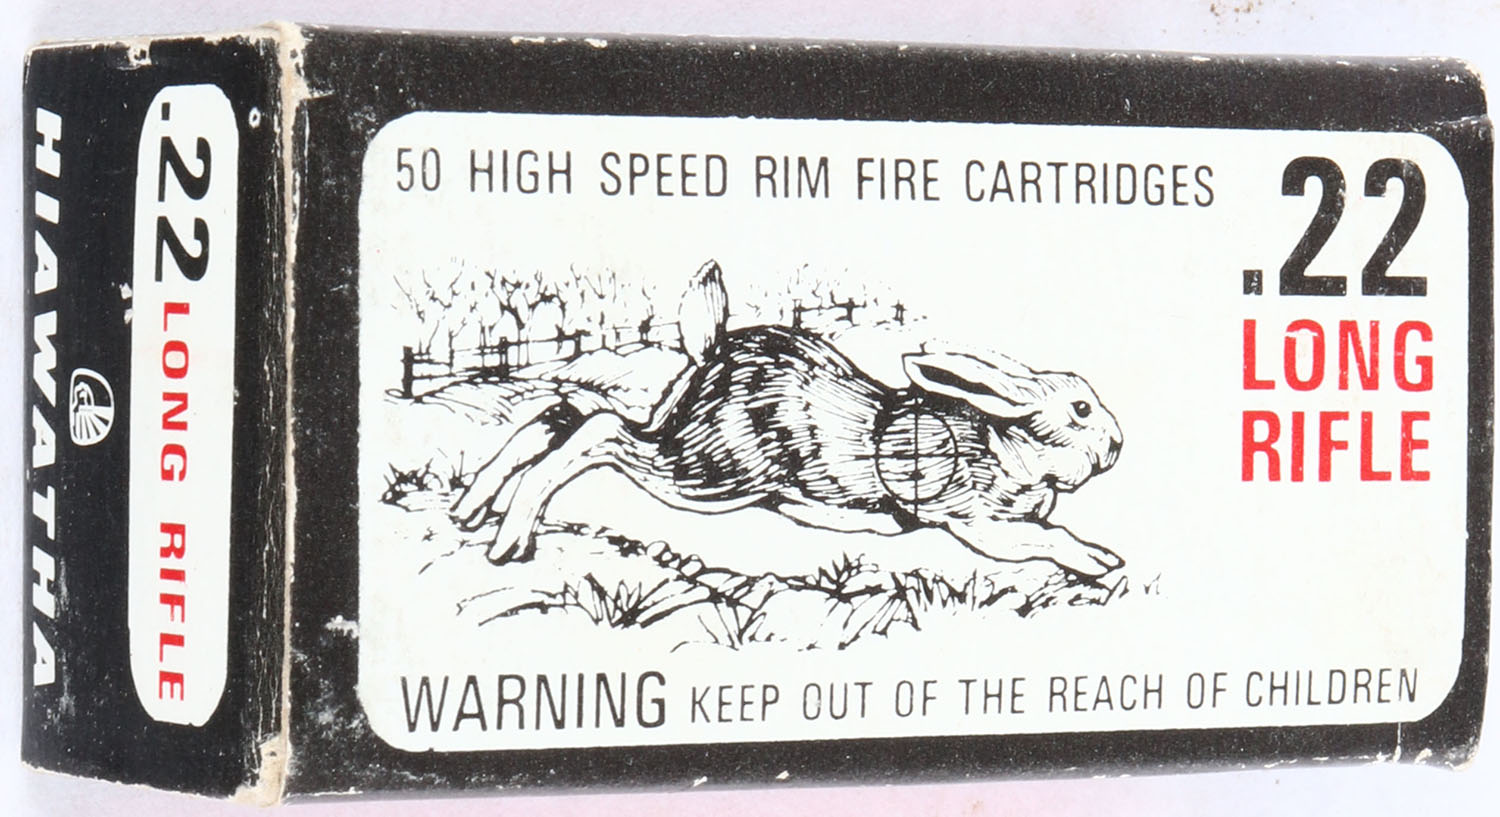 50 HIGH SPEED RIM FIRE CARTRIDGES
.22
LONG
RIFLE
WARNING KEEP OUT OF THE REACH OF CHILDREN
.22 LONG RIFLE
HIAWATHA